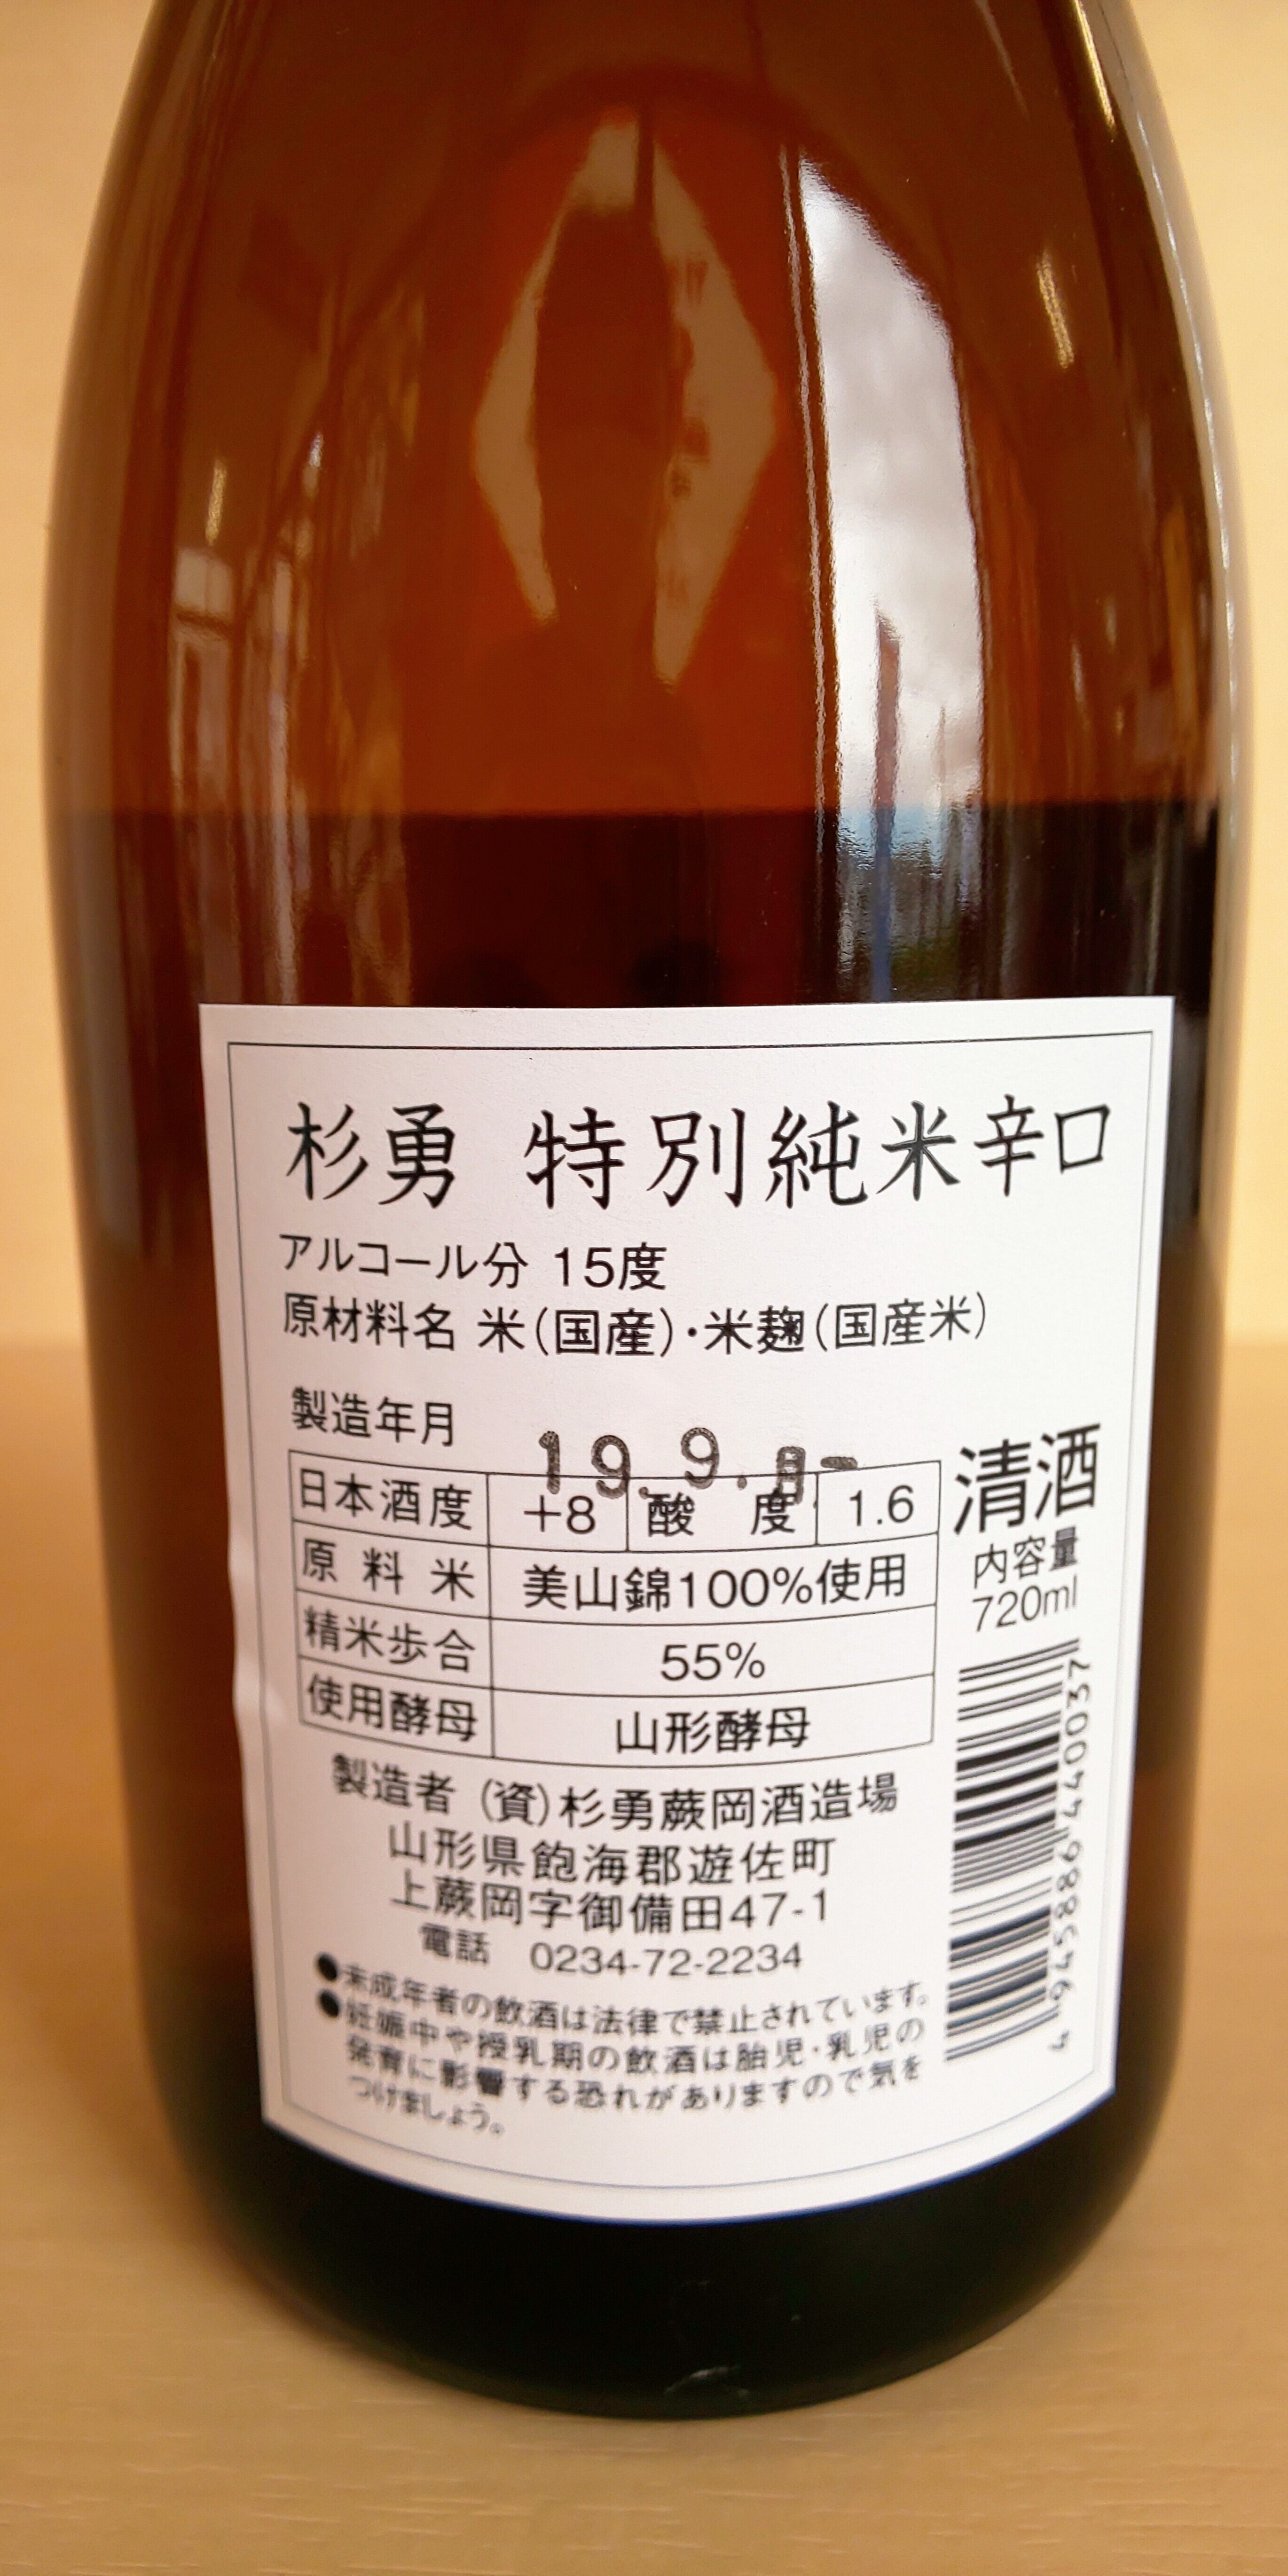 杉勇 特別純米辛口
アルコール分 15度
原材料名 米(国産)・米麹(国産米)
製造年月 19. 9.
日本酒度 +8 酸度 1.6
原料米 美山錦100%使用
精米歩合 55%
使用酵母 山形酵母
清酒
内容量
720ml
製造者 (資)杉勇蕨岡酒造場
山形県飽海郡遊佐町
上蕨岡字御備田47-1
電話 0234-72-2234
●未成年者の飲酒は法律で禁止されています。
●妊娠中や授乳期の飲酒は胎児・乳児の
発育に影響する恐れがありますので気を
つけましょう。